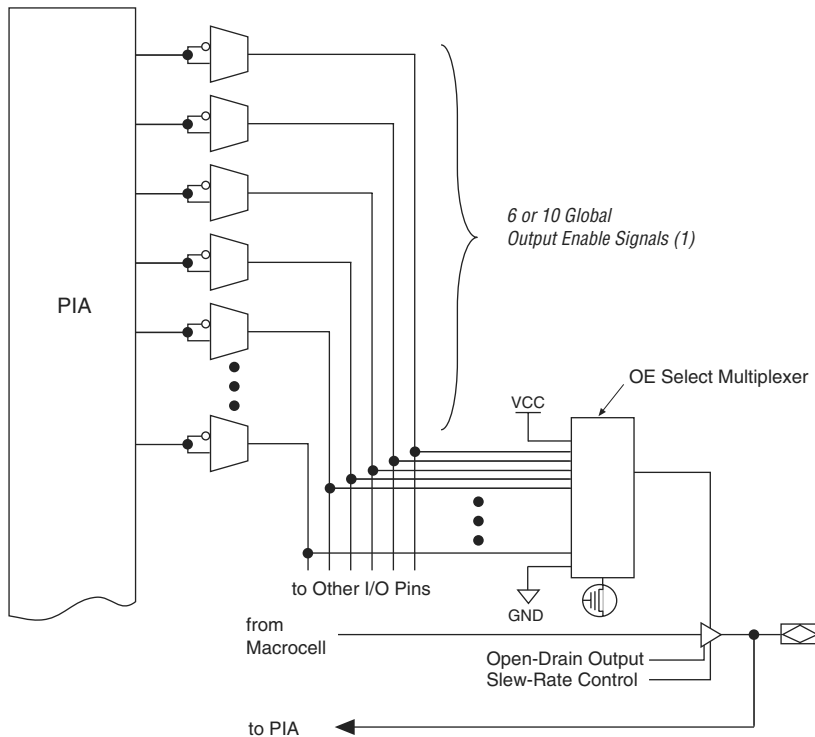 PIA
6 or 10 Global
Output Enable Signals (1)
OE Select Multiplexer
VCC
to Other I/O Pins
GND
from
Macrocell
Open-Drain Output
Slew-Rate Control
to PIA